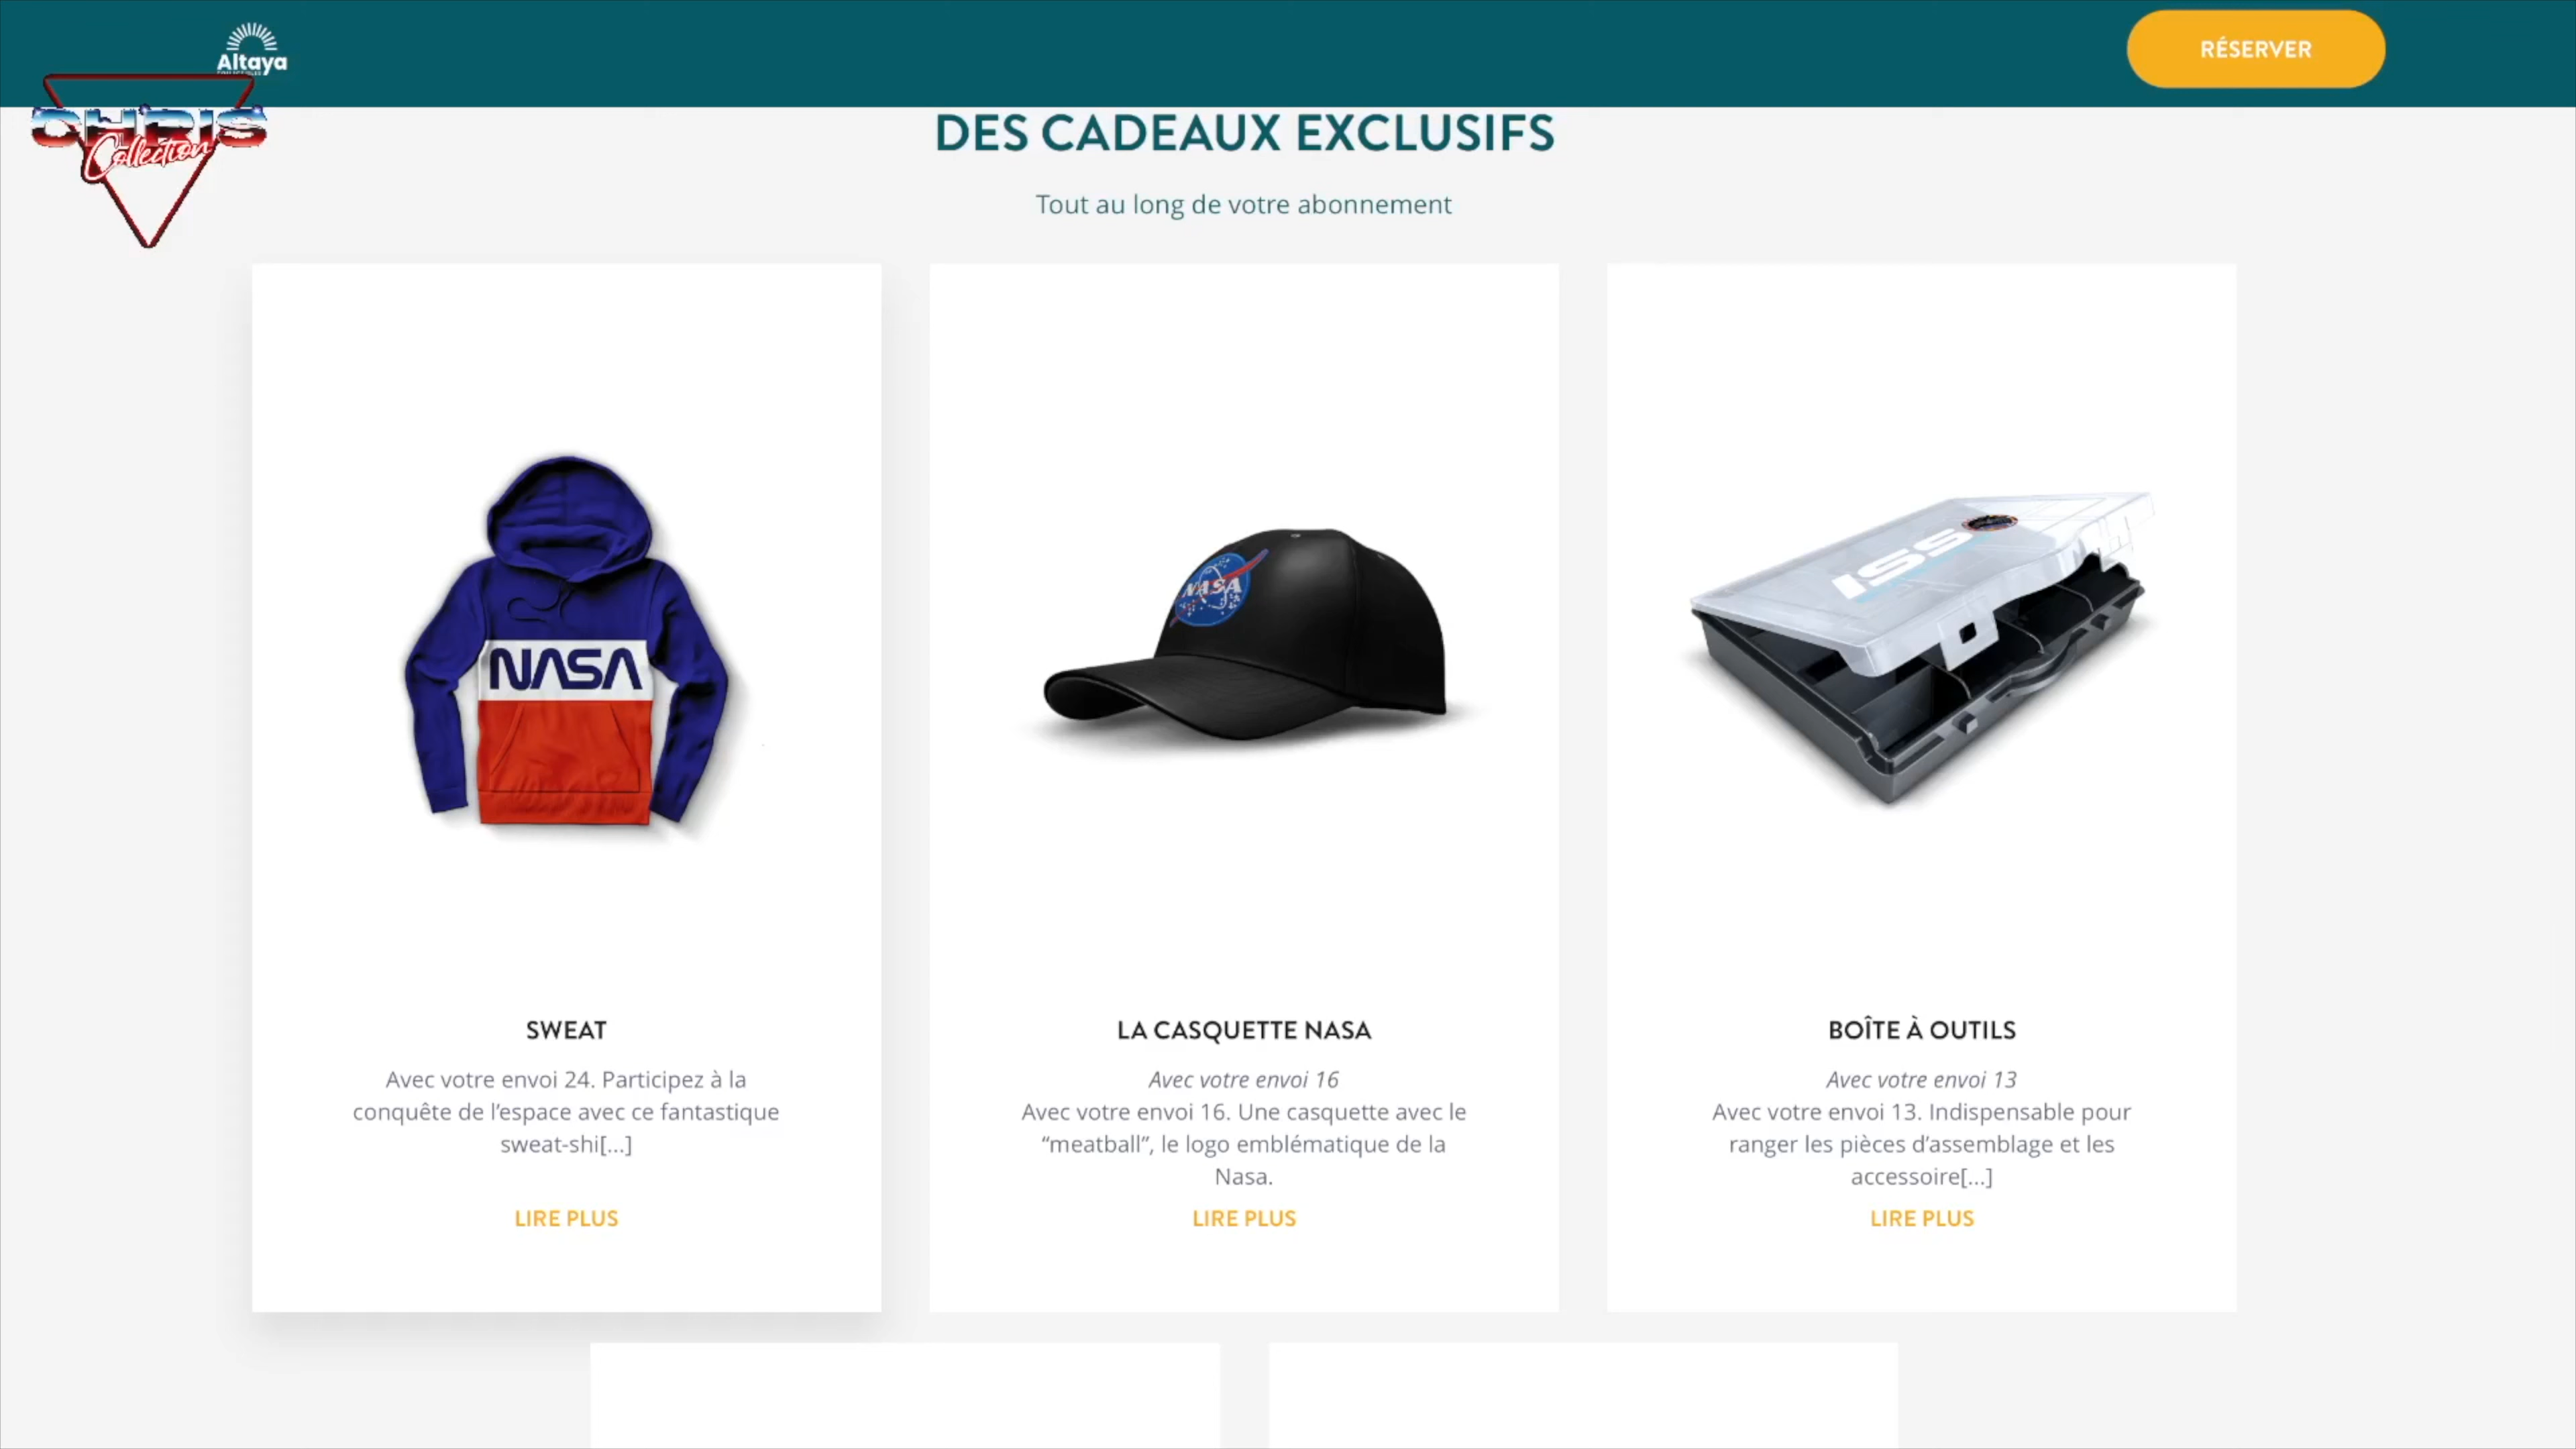 Altaya
RÉSERVER
CHRIS
Collection
DES CADEAUX EXCLUSIFS
Tout au long de votre abonnement
NASA
NASA
ISS
SWEAT
Avec votre envoi 24. Participez à la
conquête de l’espace avec ce fantastique
sweat-shi[...]
LIRE PLUS
LA CASQUETTE NASA
Avec votre envoi 16
Avec votre envoi 16. Une casquette avec le
“meatball”, le logo emblématique de la
Nasa.
LIRE PLUS
BOÎTE À OUTILS
Avec votre envoi 13
Avec votre envoi 13. Indispensable pour
ranger les pièces d’assemblage et les
accessoire[...]
LIRE PLUS